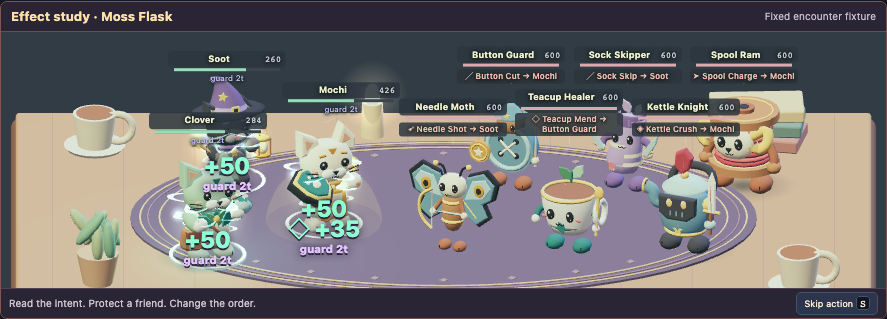 Effect study · Moss Flask
Fixed encounter fixture
Soot 260
guard 2t
Mochi 426
guard 2t
Clover 284
guard 2t
Button Guard 600
Button Cut → Mochi
Sock Skipper 600
Sock Skip → Soot
Spool Ram 600
Spool Charge → Mochi
Needle Moth 600
Needle Shot → Soot
Teacup Healer 600
Teacup Mend →
Button Guard
Kettle Knight 600
Kettle Crush → Mochi
+50
guard 2t
+50
+35
guard 2t
+50
guard 2t
Read the intent. Protect a friend. Change the order.
Skip action S